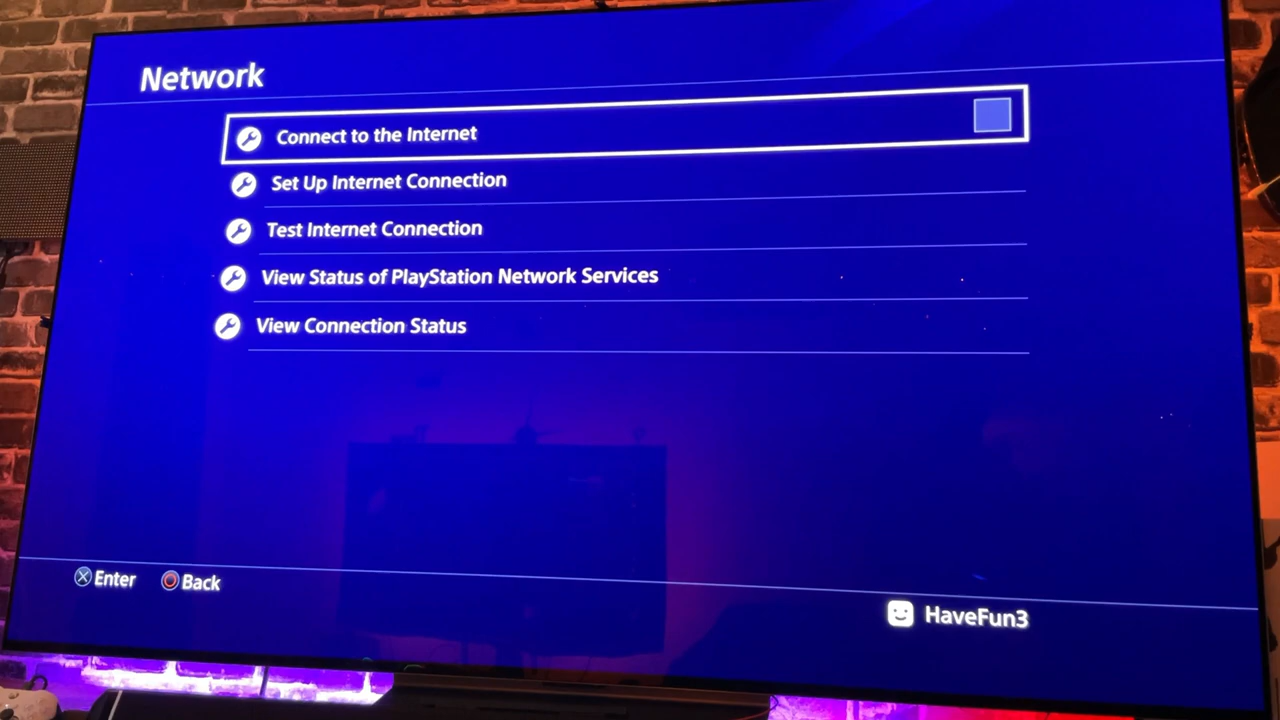 Network
Connect to the Internet
Set Up Internet Connection
Test Internet Connection
View Status of PlayStation Network Services
View Connection Status
Enter Back
HaveFun3